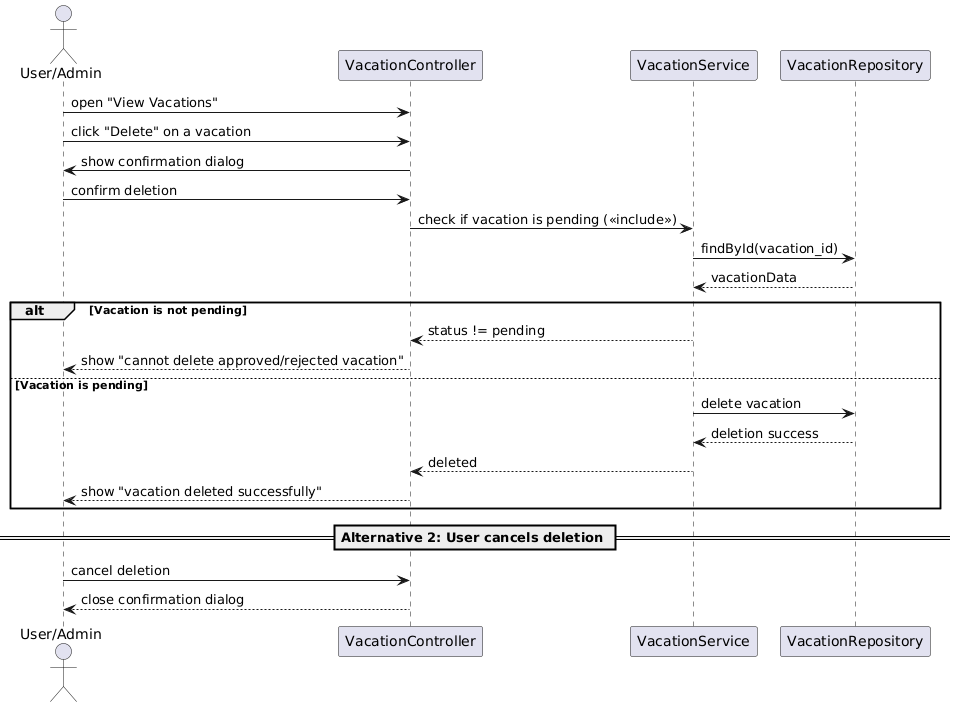 User/Admin
VacationController
VacationService
VacationRepository
open "View Vacations"
click "Delete" on a vacation
show confirmation dialog
confirm deletion
check if vacation is pending («include»)
findById(vacation_id)
vacationData
alt
[Vacation is not pending]
status != pending
show "cannot delete approved/rejected vacation"
[Vacation is pending]
delete vacation
deletion success
deleted
show "vacation deleted successfully"
Alternative 2: User cancels deletion
cancel deletion
close confirmation dialog
User/Admin
VacationController
VacationService
VacationRepository